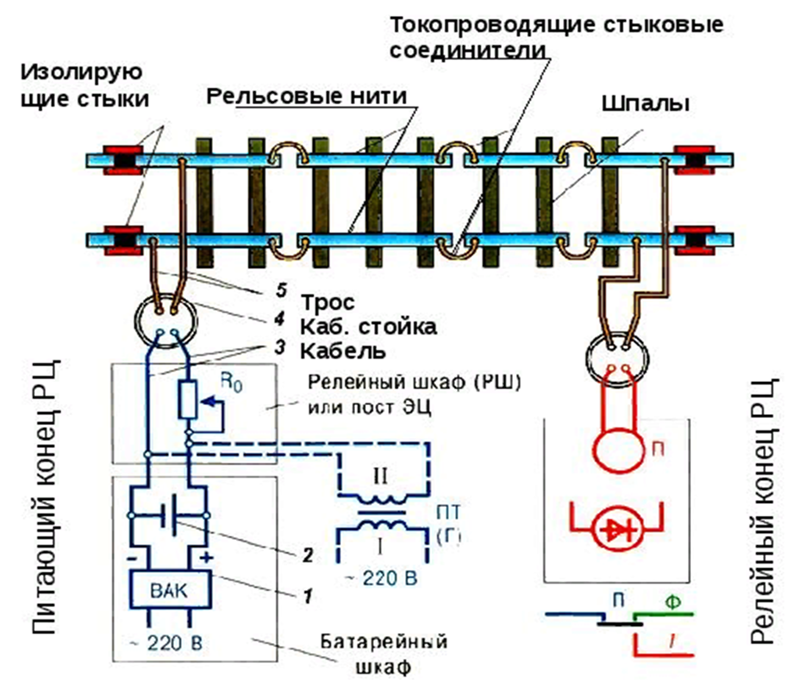 Токопроводящие стыковые
соединители
Изолирую
щие стыки
Рельсовые нити
Шпалы
5 Трос
4 Каб. стойка
3 Кабель
Питающий конец РЦ
R0
Релейный шкаф (РШ)
или пост ЭЦ
II
ПТ
(Г)
I
~ 220 В
2
- +
ВАК
1
~ 220 В
Батарейный
шкаф
П
П
Ф
I
Релейный конец РЦ